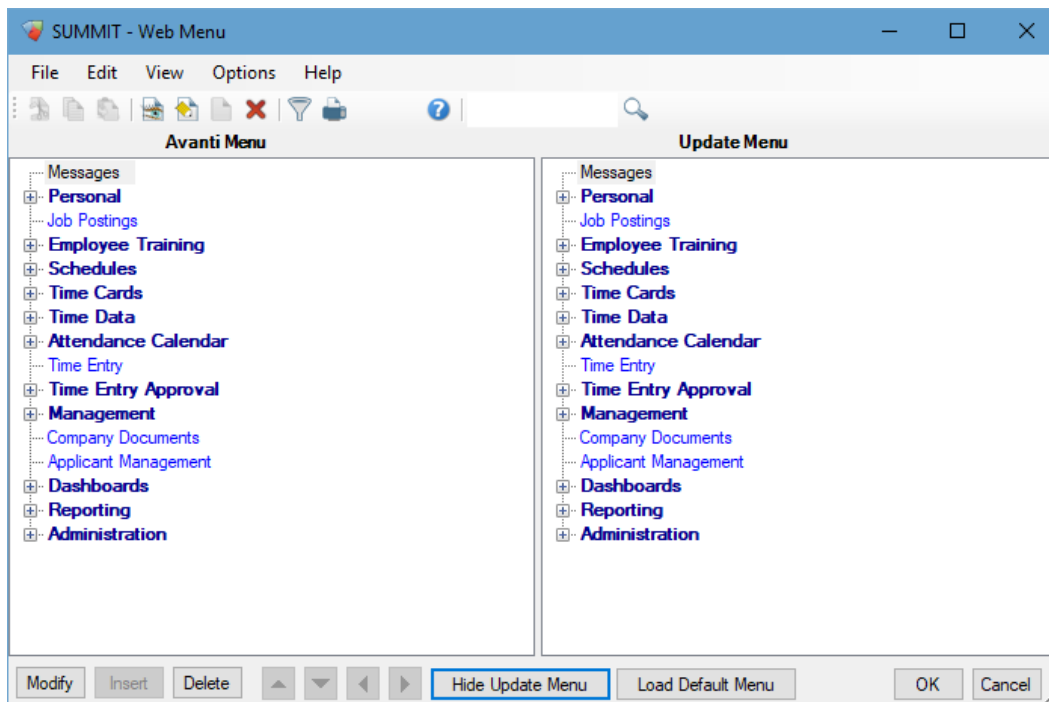 SUMMIT - Web Menu
File Edit View Options Help
Avanti Menu
Update Menu
Messages
Personal
Job Postings
Employee Training
Schedules
Time Cards
Time Data
Attendance Calendar
Time Entry
Time Entry Approval
Management
Company Documents
Applicant Management
Dashboards
Reporting
Administration
Messages
Personal
Job Postings
Employee Training
Schedules
Time Cards
Time Data
Attendance Calendar
Time Entry
Time Entry Approval
Management
Company Documents
Applicant Management
Dashboards
Reporting
Administration
Modify Insert Delete Hide Update Menu Load Default Menu OK Cancel